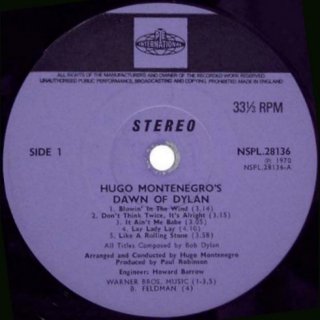 PYE
INTERNATIONAL
ALL RIGHTS OF THE MANUFACTURERS AND OWNER OF THE RECORDED WORK RESERVED
UNAUTHORISED PUBLIC PERFORMANCE, BROADCASTING AND COPYING PROHIBITED MADE IN ENGLAND
33⅓ RPM
STEREO
SIDE 1
NSPL.28136
℗ 1970
NSPL.28136-A
HUGO MONTENEGRO'S
DAWN OF DYLAN
1. Blowin' In The Wind (3.14)
2. Don't Think Twice, It's Alright (3.15)
3. It Ain't Me Babe (3.05)
4. Lay Lady Lay (4.10)
5. Like A Rolling Stone (3.58)
All Titles Composed by Bob Dylan
Arranged and Conducted by Hugo Montenegro
Produced by Paul Robinson
Engineer: Howard Barrow
WARNER BROS. MUSIC (1-3.5)
B. FELDMAN (4)